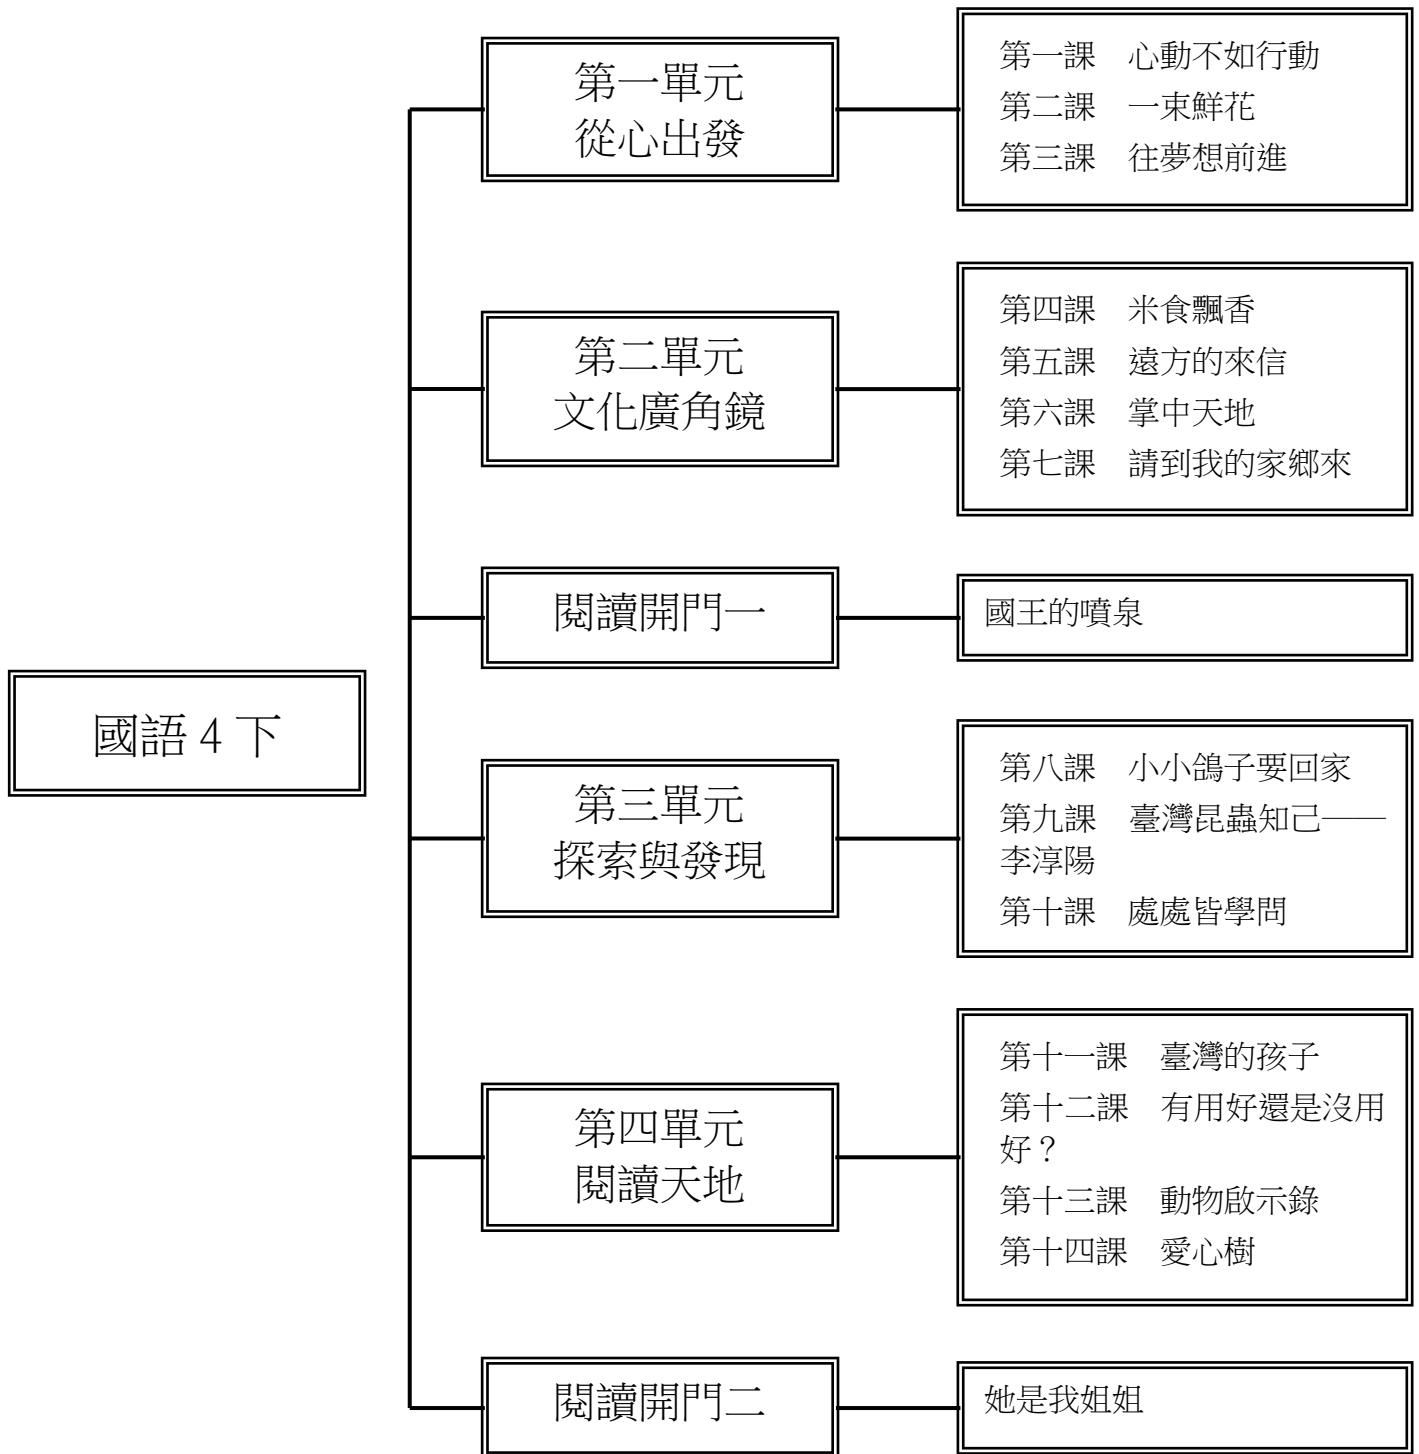 國語 4 下
第一單元
從心出發
第一課　心動不如行動
第二課　一束鮮花
第三課　往夢想前進
第二單元
文化廣角鏡
第四課　米食飄香
第五課　遠方的來信
第六課　掌中天地
第七課　請到我的家鄉來
閱讀開門一
國王的噴泉
第三單元
探索與發現
第八課　小小鴿子要回家
第九課　臺灣昆蟲知己——
李淳陽
第十課　處處皆學問
第四單元
閱讀天地
第十一課　臺灣的孩子
第十二課　有用好還是沒用
好？
第十三課　動物啟示錄
第十四課　愛心樹
閱讀開門二
她是我姐姐